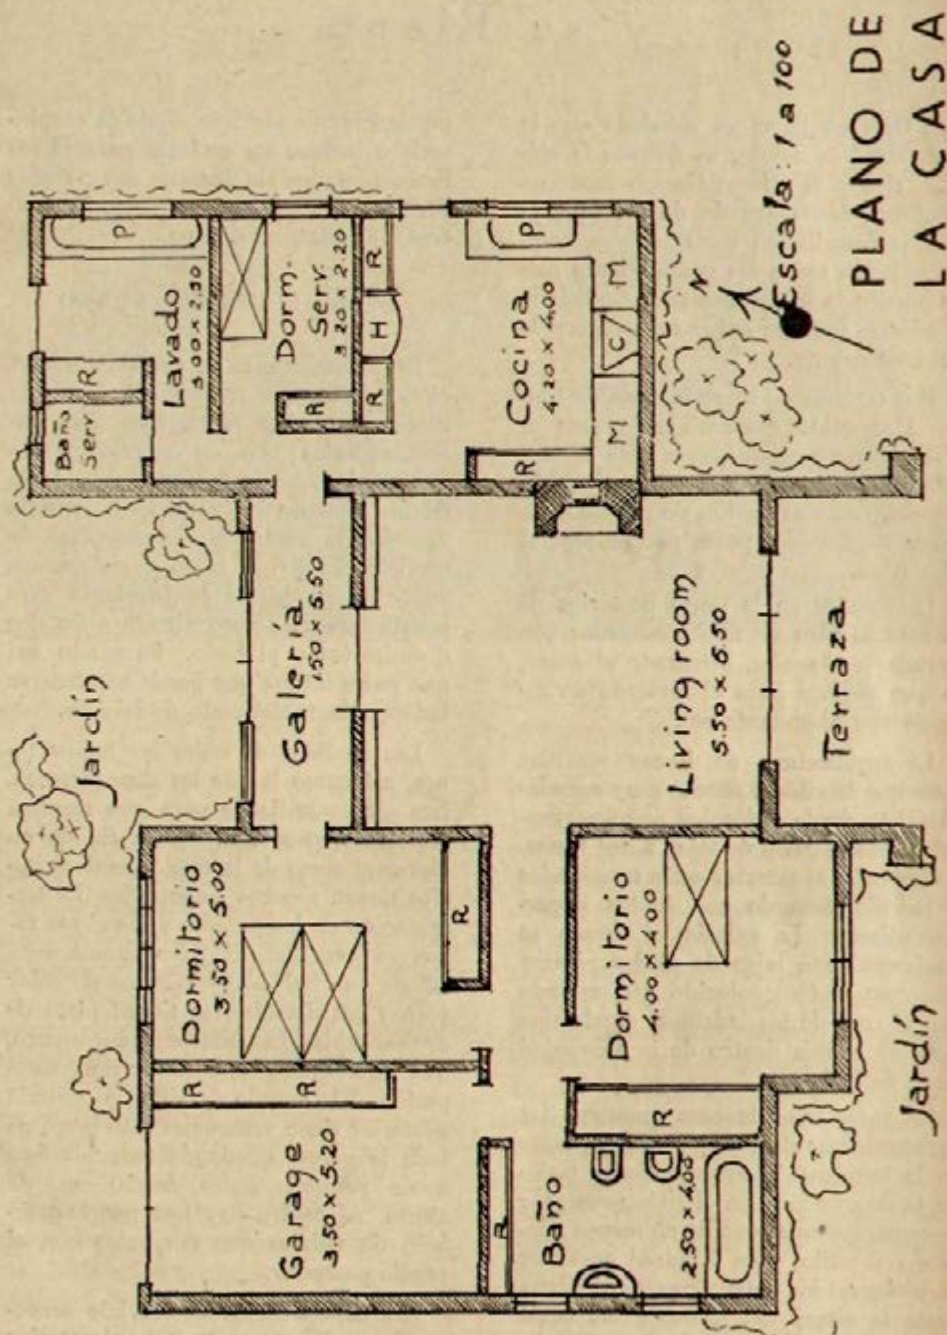 PLANO DE
LA CASA
Escala: 1 a 100
N
Jardín
Baño
Serv
R
Lavado
3.00 x 2.50
P
Dorm.
Serv.
3.20 x 2.20
R
R
H
R
Cocina
4.20 x 4.00
P
M
C
M
R
Galería
1.50 x 5.50
Living room
5.50 x 6.50
Terraza
Dormitorio
3.50 x 5.00
R
Dormitorio
4.00 x 4.00
R
Garage
3.50 x 5.20
R
R
Baño
2.50 x 4.00
R
Jardín